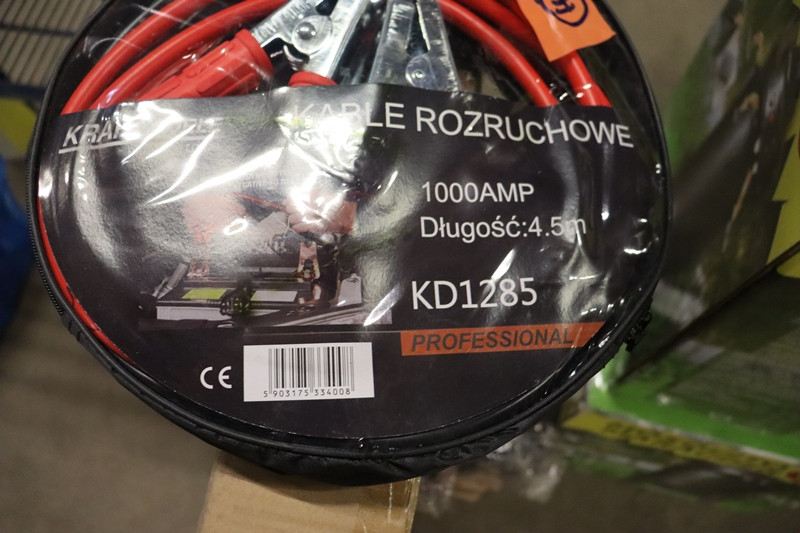 KABLE ROZRUCHOWE
1000AMP
Długość:4.5m
KD1285
PROFESSIONAL
CE
5 903175 334008